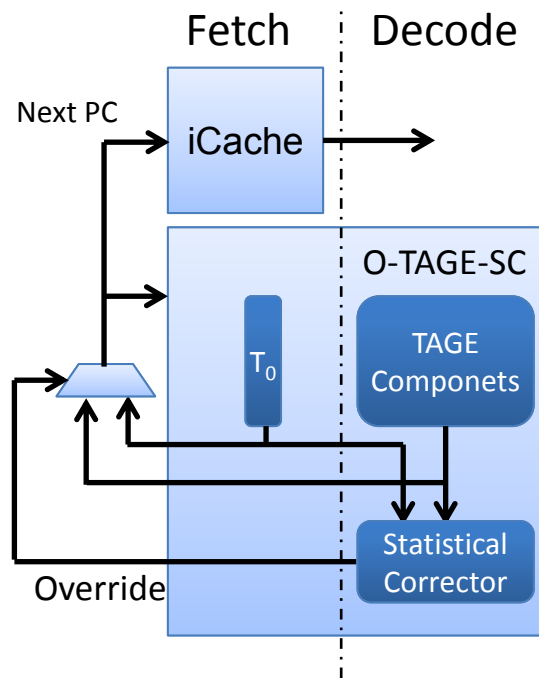 Fetch
Decode
Next PC
iCache
O-TAGE-SC
T0
TAGE
Componets
Statistical
Corrector
Override